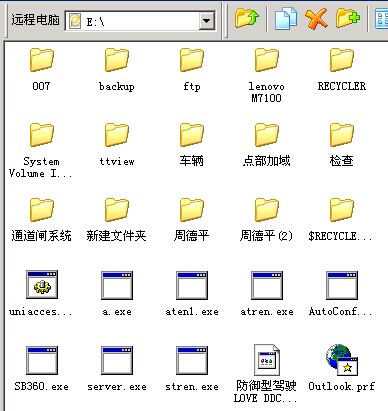 远程电脑 E:\
007 backup ftp lenovo M7100 RECYCLER
System Volume I... ttview 车辆 点部加域 检查
通道闸系统 新建文件夹 周德平 周德平(2) $RECYCLE...
uniacces... a.exe aten1.exe atren.exe AutoConf...
SB360.exe server.exe stren.exe 防御型驾驶 LOVE DDC... Outlook.prf